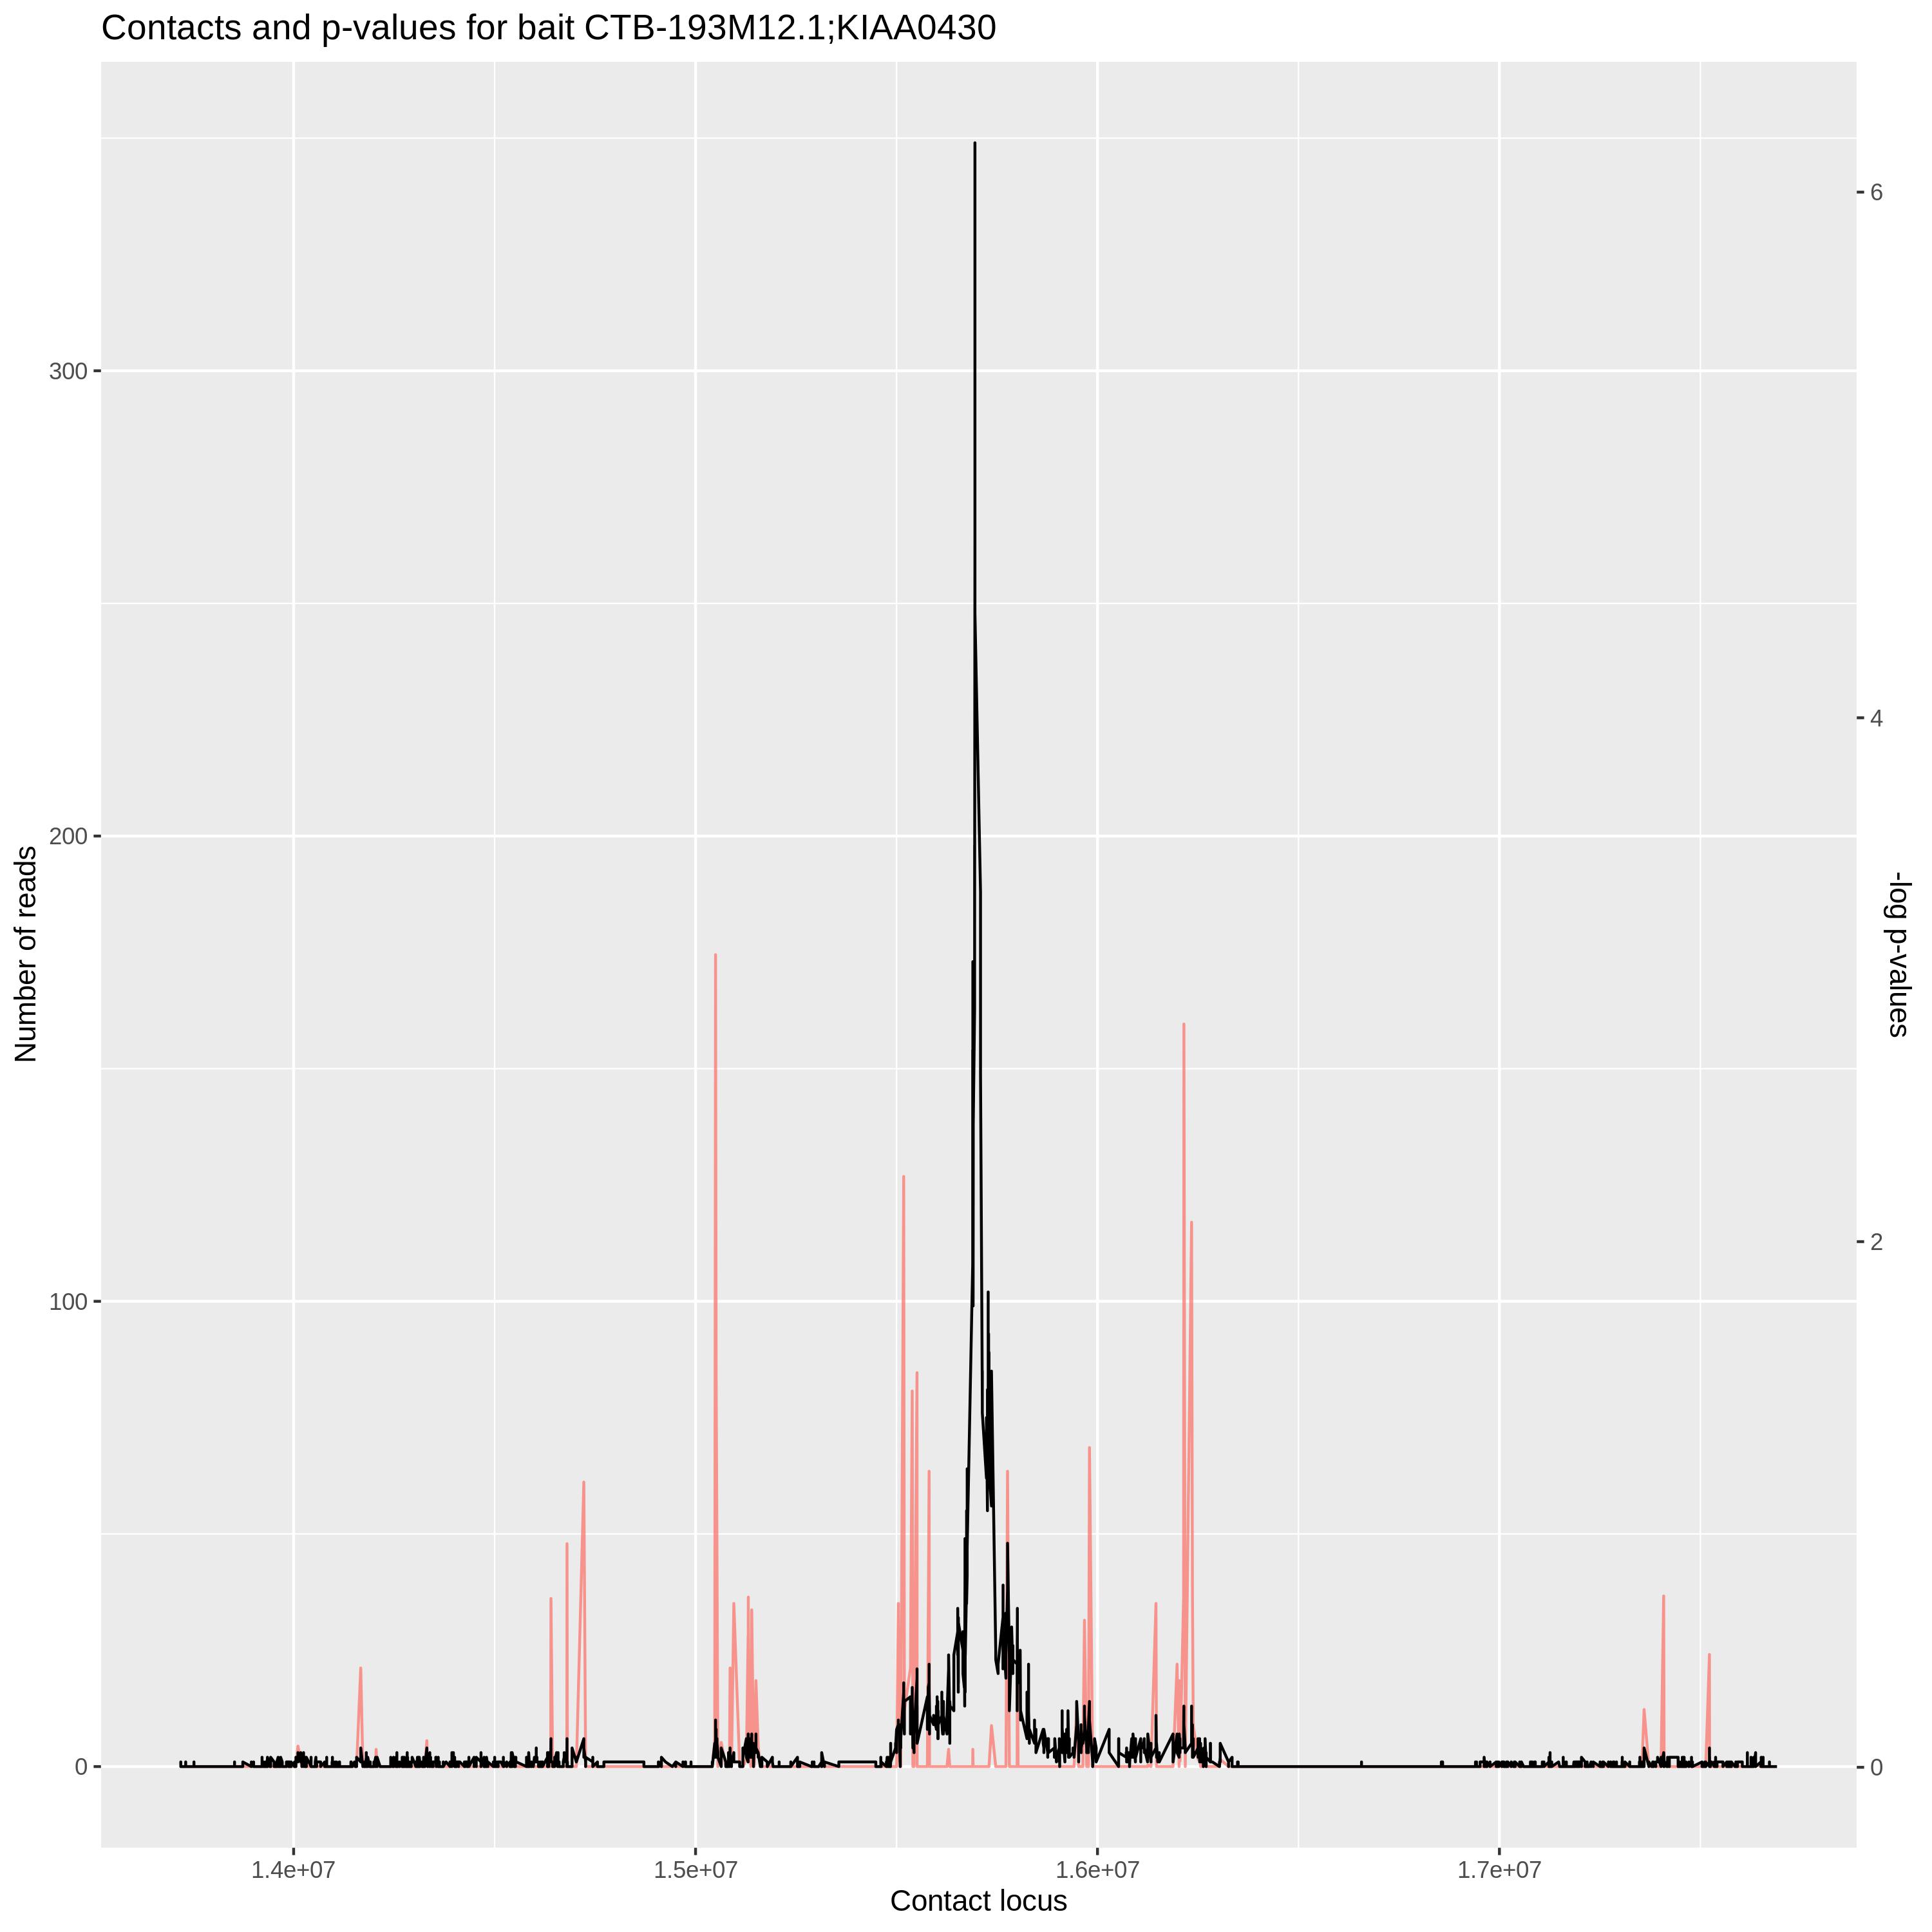 Contacts and p-values for bait CTB-193M12.1;KIAA0430
Number of reads
300
200
100
0
6
4
2
0
-log p-values
1.4e+07
1.5e+07
1.6e+07
1.7e+07
Contact locus